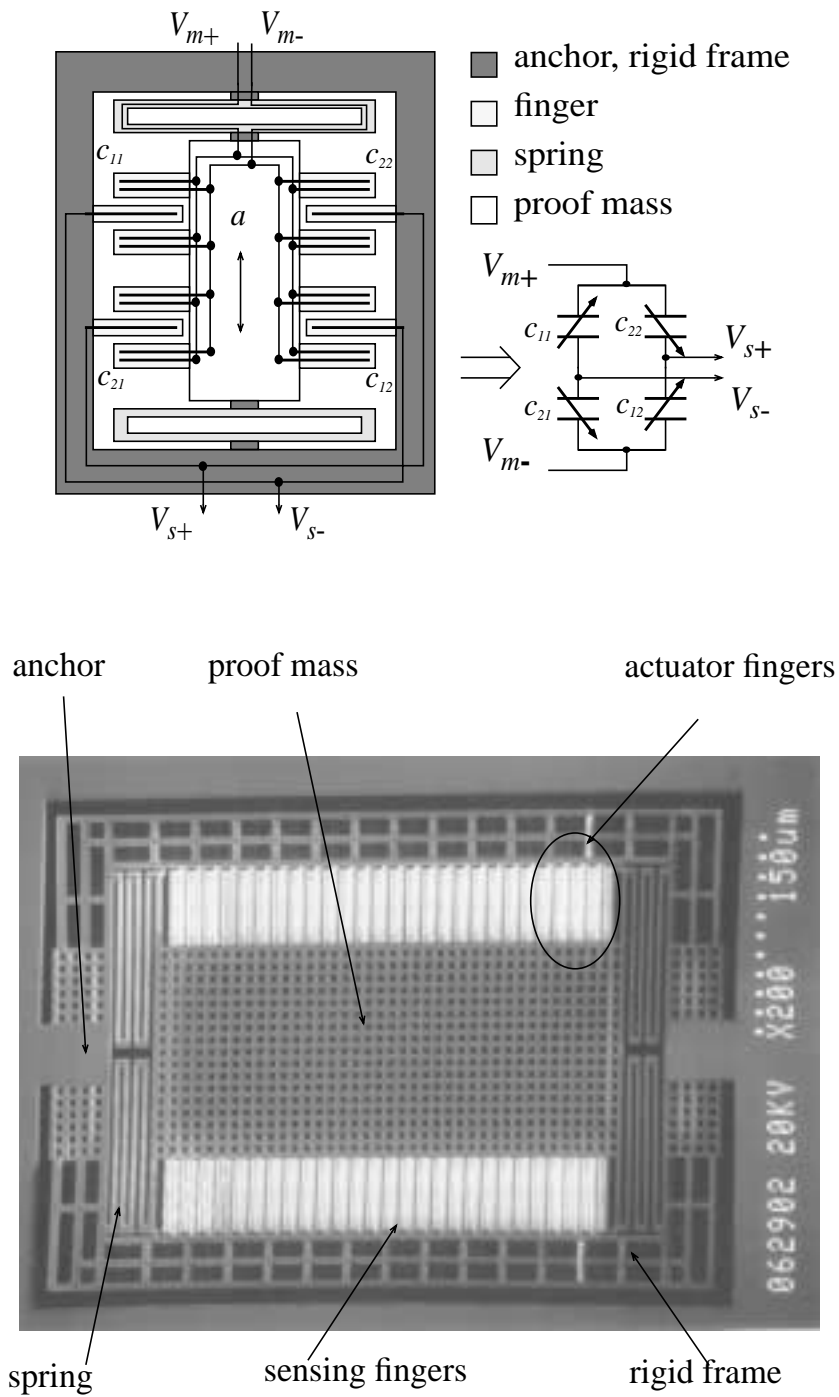 V_{m+} V_{m-}
anchor, rigid frame
finger
spring
proof mass
c_{11} c_{22}
a
c_{21} c_{12}
V_{s+} V_{s-}
V_{m+}
c_{11} c_{22}
V_{s+}
c_{21} c_{12}
V_{s-}
V_{m-}
anchor proof mass actuator fingers
062902 20KV X200 150um
spring sensing fingers rigid frame